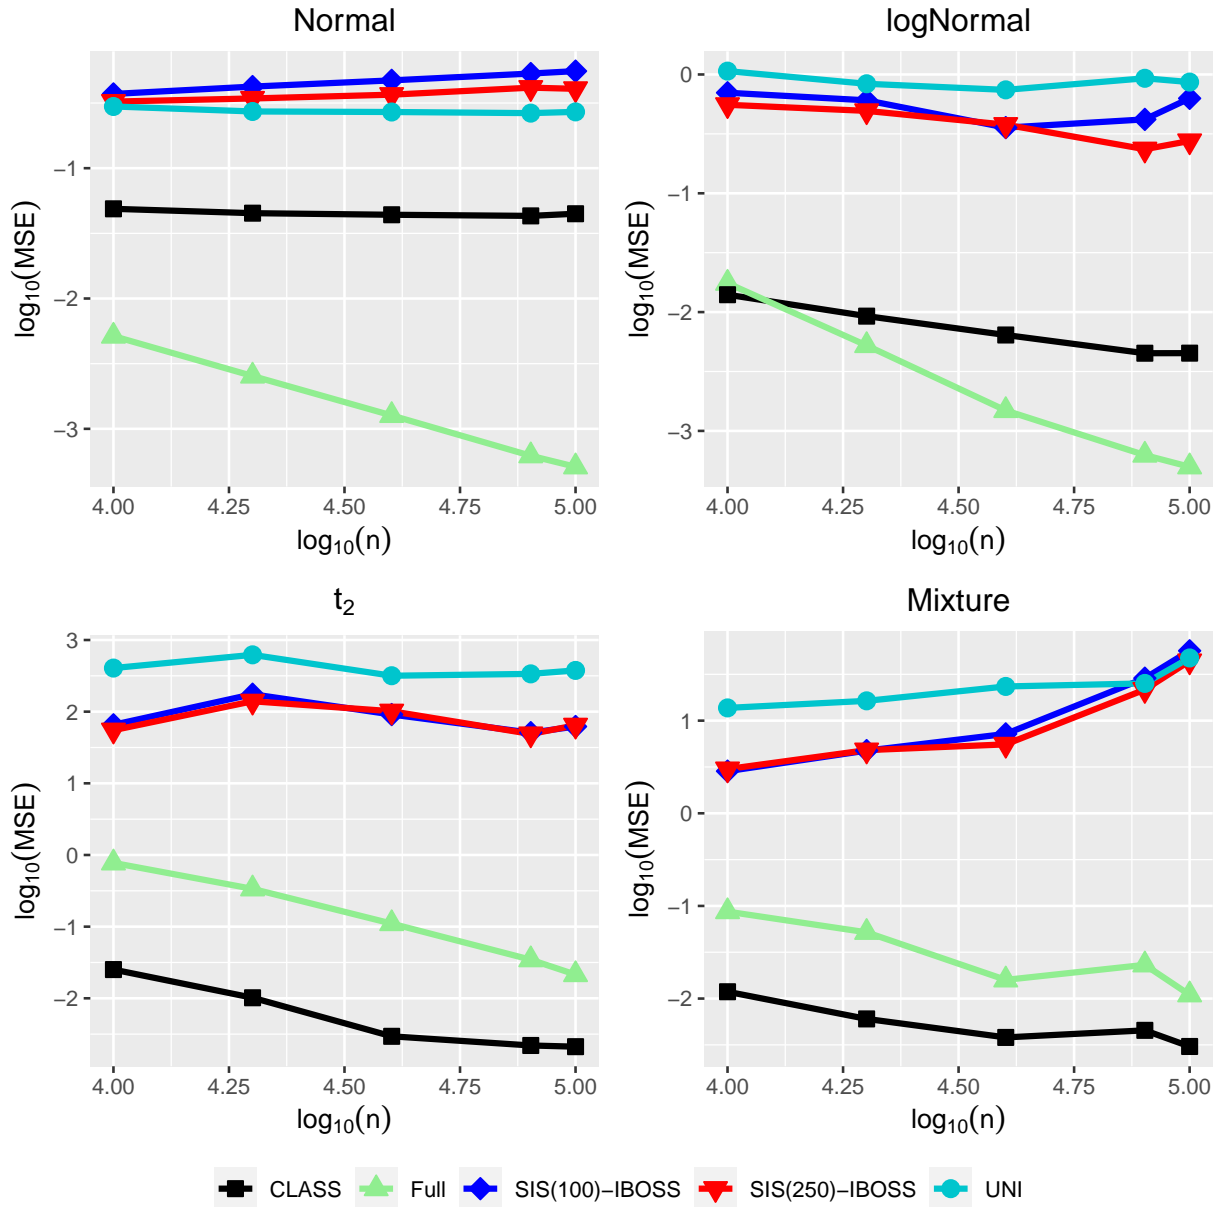 Normal
−1
−2
−3
log₁₀(MSE)
4.00 4.25 4.50 4.75 5.00
log₁₀(n)
logNormal
0
−1
−2
−3
log₁₀(MSE)
4.00 4.25 4.50 4.75 5.00
log₁₀(n)
t₂
3
2
1
0
−1
−2
log₁₀(MSE)
4.00 4.25 4.50 4.75 5.00
log₁₀(n)
Mixture
1
0
−1
−2
log₁₀(MSE)
4.00 4.25 4.50 4.75 5.00
log₁₀(n)
CLASS Full SIS(100)−IBOSS SIS(250)−IBOSS UNI